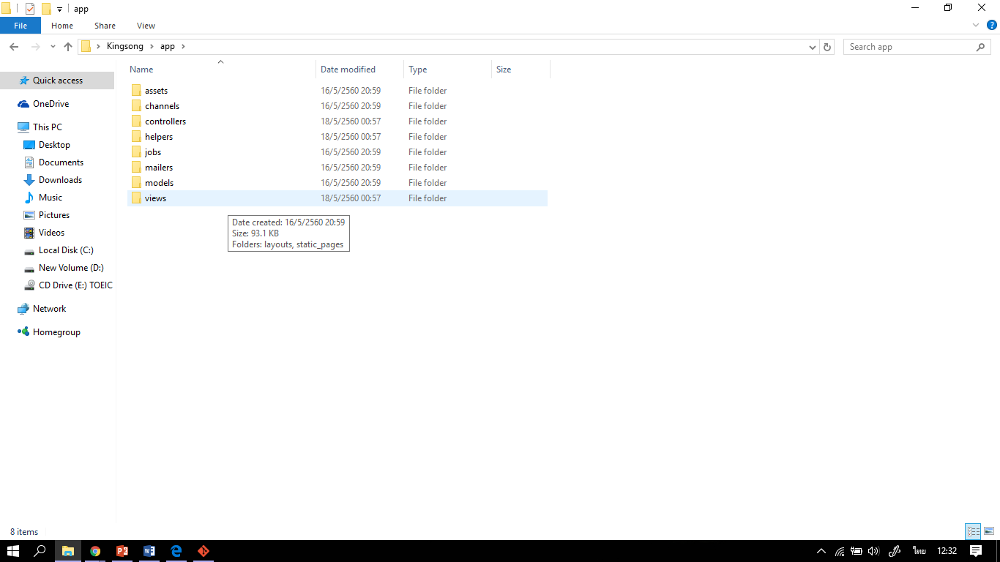 app
File Home Share View
Kingsong app
Search app
Name Date modified Type Size
Quick access
OneDrive
This PC
Desktop
Documents
Downloads
Music
Pictures
Videos
Local Disk (C:)
New Volume (D:)
CD Drive (E:) TOEIC
Network
Homegroup
assets 16/5/2560 20:59 File folder
channels 16/5/2560 20:59 File folder
controllers 18/5/2560 00:57 File folder
helpers 18/5/2560 00:57 File folder
jobs 16/5/2560 20:59 File folder
mailers 16/5/2560 20:59 File folder
models 16/5/2560 20:59 File folder
views 18/5/2560 00:57 File folder
Date created: 16/5/2560 20:59
Size: 93.1 KB
Folders: layouts, static_pages
8 items
ไทย 12:32